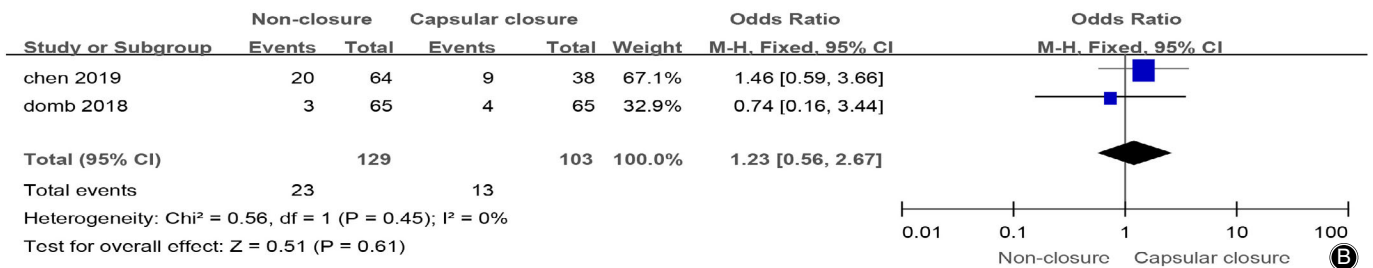 Non-closure Capsular closure Odds Ratio Odds Ratio
Study or Subgroup Events Total Events Total Weight M-H, Fixed, 95% CI M-H, Fixed, 95% CI
chen 2019 20 64 9 38 67.1% 1.46 [0.59, 3.66]
domb 2018 3 65 4 65 32.9% 0.74 [0.16, 3.44]
Total (95% CI) 129 103 100.0% 1.23 [0.56, 2.67]
Total events 23 13
Heterogeneity: Chi² = 0.56, df = 1 (P = 0.45); I² = 0%
Test for overall effect: Z = 0.51 (P = 0.61)
0.01 0.1 1 10 100
Non-closure Capsular closure B